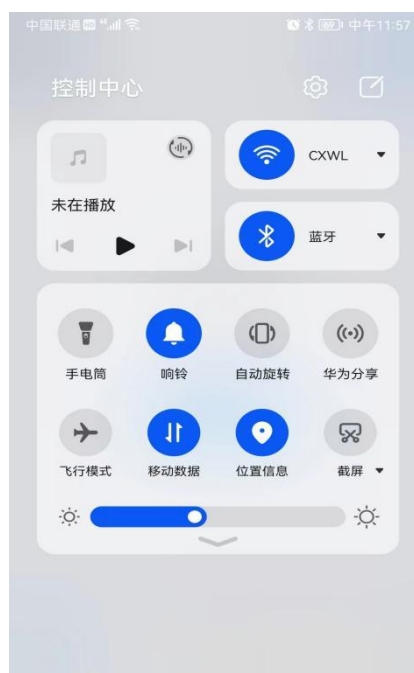 中国联通 HD 中午11:57
控制中心
CXWL
未在播放
蓝牙
手电筒 响铃 自动旋转 华为分享
飞行模式 移动数据 位置信息 截屏